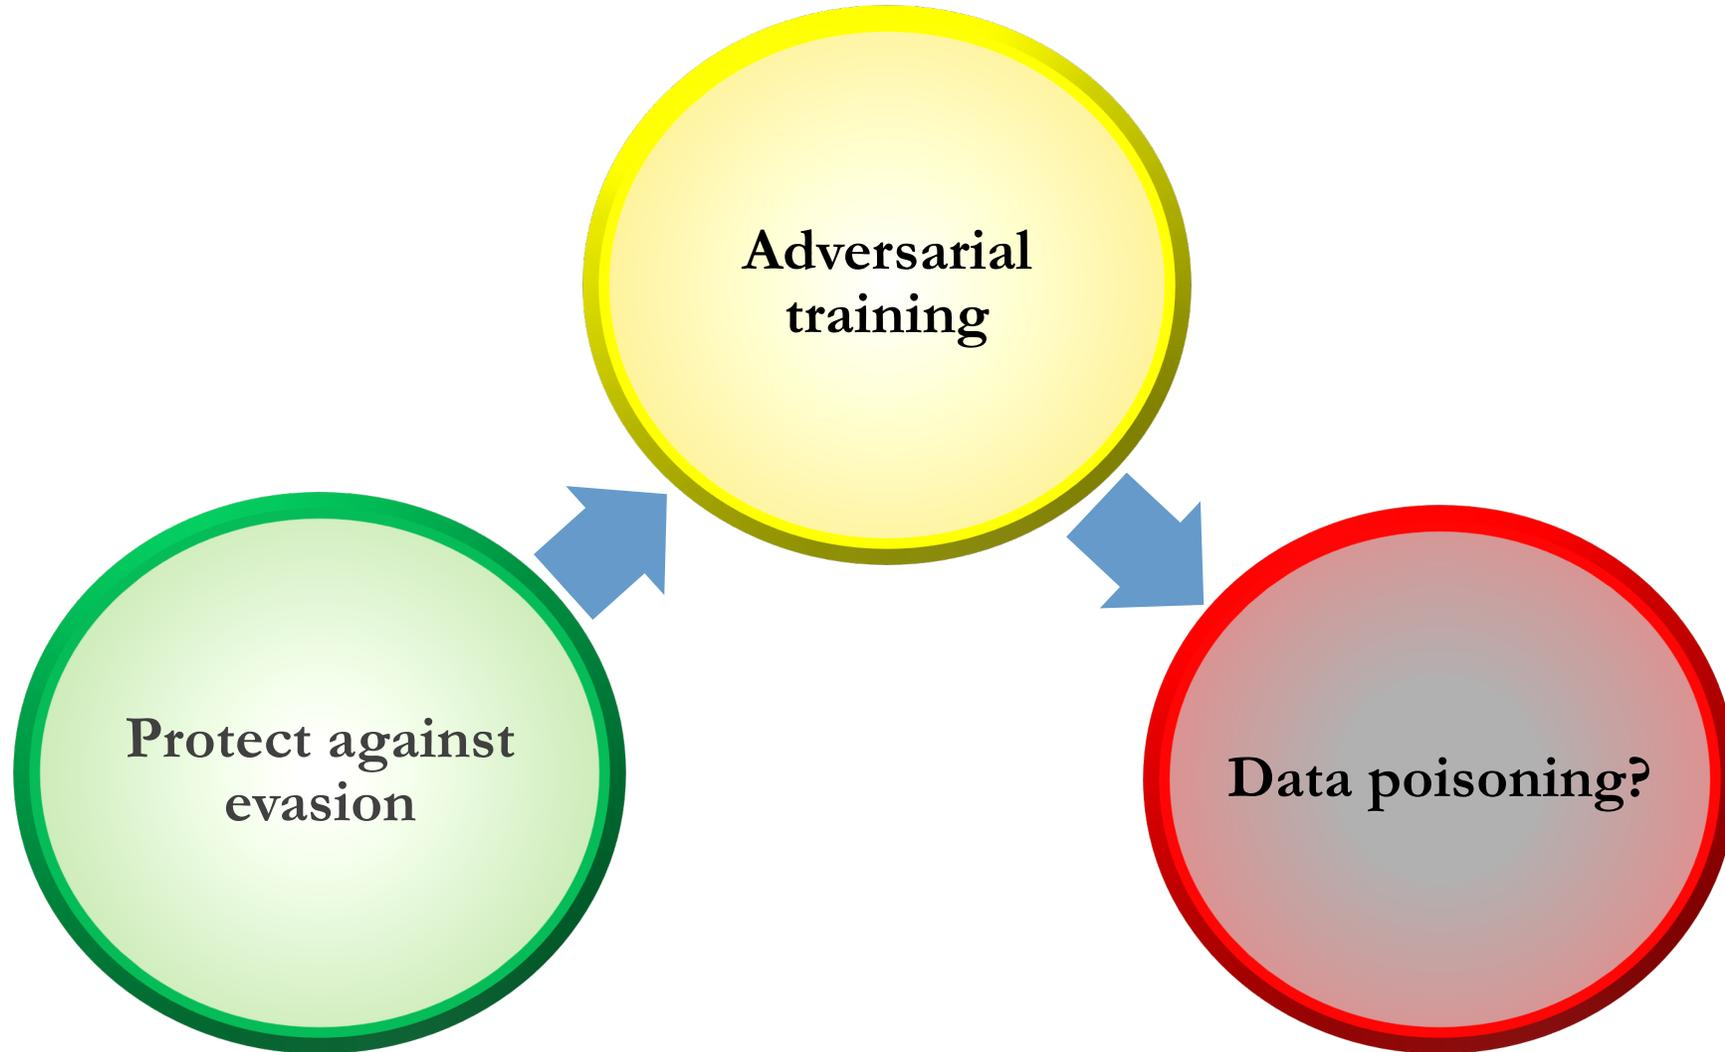 Adversarial
training
Protect against
evasion
Data poisoning?